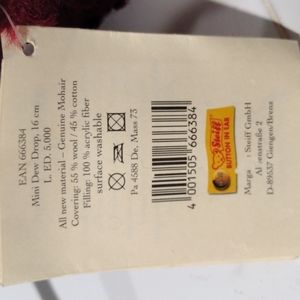 EAN 666384
Mini Dew Drop, 16 cm
L. ED. 5,000
All new material – Genuine Mohair
Covering: 55 % wool / 45 % cotton
Filling: 100 % acrylic fiber
surface washable
Pa 4588 De, Mass 73
4 001505 666384
Steiff
BUTTON IN EAR
Steiff GmbH
2
D-89537 Giengen/Brenz